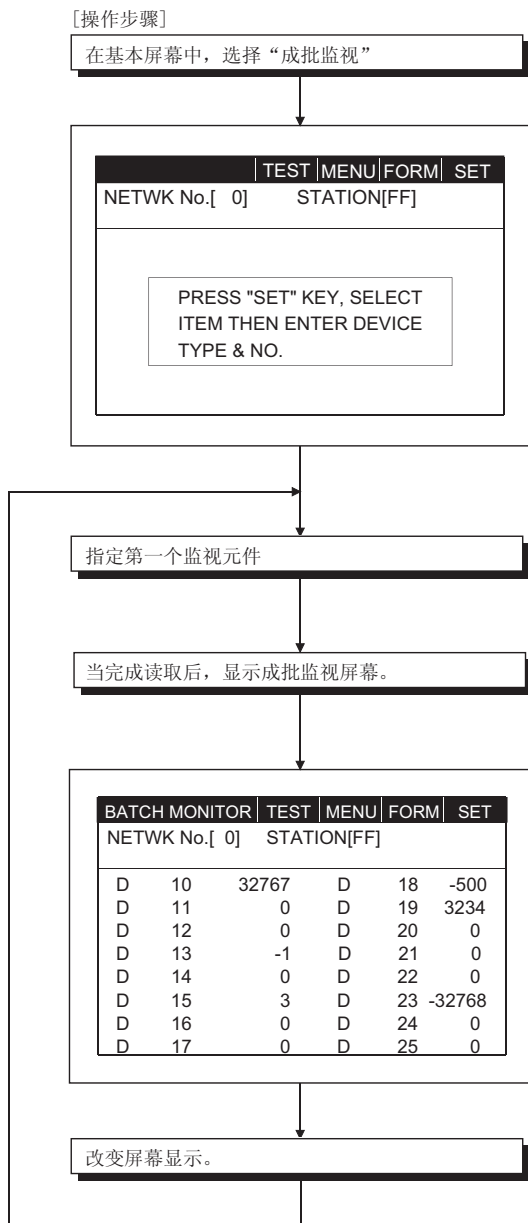 [操作步骤]
在基本屏幕中，选择“成批监视”
TEST MENU FORM SET
NETWK No.[ 0] STATION[FF]
PRESS "SET" KEY, SELECT
ITEM THEN ENTER DEVICE
TYPE & NO.
指定第一个监视元件
当完成读取后，显示成批监视屏幕。
BATCH MONITOR TEST MENU FORM SET
NETWK No.[ 0] STATION[FF]
D 10 32767 D 18 -500
D 11 0 D 19 3234
D 12 0 D 20 0
D 13 -1 D 21 0
D 14 0 D 22 0
D 15 3 D 23 -32768
D 16 0 D 24 0
D 17 0 D 25 0
改变屏幕显示。